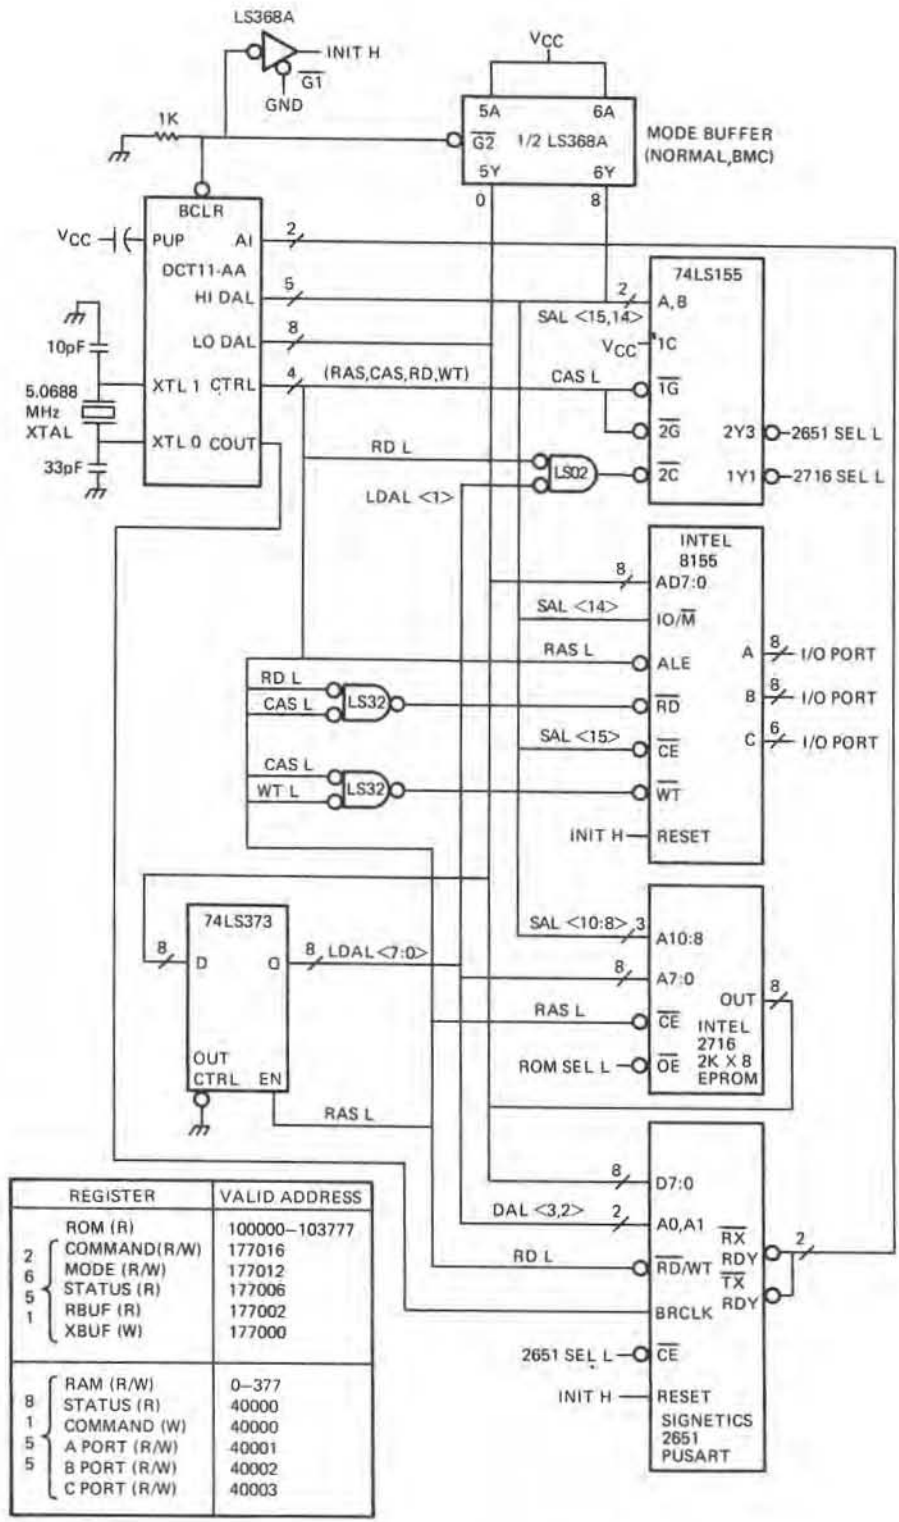 LS368A
INIT H
G1
GND
VCC
5A 6A
1K
G2 1/2 LS368A
5Y 6Y
MODE BUFFER
(NORMAL,BMC)
0 8
BCLR
VCC PUP AI 2
DCT11-AA
HI DAL 5
LO DAL 8
10pF
XTL 1 CTRL 4 (RAS,CAS,RD,WT)
5.0688
MHz
XTAL
XTL 0 COUT
33pF
74LS155
2 A,B
SAL <15,14>
VCC 1C
CAS L 1G
2G 2Y3 2651 SEL L
RD L
LS02 2C 1Y1 2716 SEL L
LDAL <1>
INTEL
8155
8 AD7:0
SAL <14> IO/M
RAS L ALE A 8 I/O PORT
RD L
CAS L
LS32 RD B 8 I/O PORT
SAL <15> CE C 6 I/O PORT
CAS L
WT L
LS32 WT
INIT H RESET
74LS373
8 D Q 8 LDAL <7:0>
OUT
CTRL EN
RAS L
SAL <10:8> 3 A10:8
8 A7:0
OUT 8
RAS L CE
ROM SEL L OE
INTEL
2716
2K X 8
EPROM
8 D7:0
DAL <3,2> 2 A0,A1
RX
RDY 2
RD L RD/WT
TX
RDY
BRCLK
2651 SEL L CE
INIT H RESET
SIGNETICS
2651
PUSART
REGISTER VALID ADDRESS
ROM (R) 100000–103777
2651
COMMAND(R/W) 177016
MODE (R/W) 177012
STATUS (R) 177006
RBUF (R) 177002
XBUF (W) 177000
8155
RAM (R/W) 0–377
STATUS (R) 40000
COMMAND (W) 40000
A PORT (R/W) 40001
B PORT (R/W) 40002
C PORT (R/W) 40003